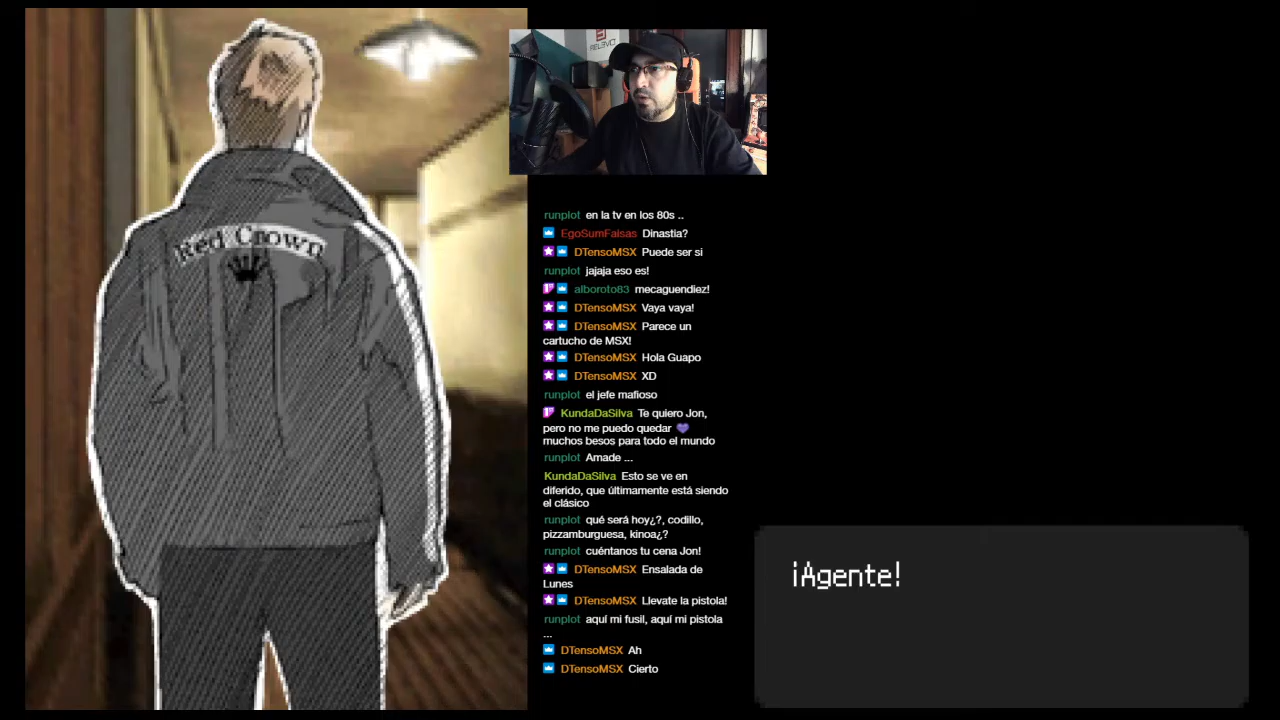 Red Crown
RELEVO
runplot en la tv en los 80s ..
EgoSumFaisas Dinastia?
DTensoMSX Puede ser si
runplot jajaja eso es!
alboroto83 mecaguendiez!
DTensoMSX Vaya vaya!
DTensoMSX Parece un
cartucho de MSX!
DTensoMSX Hola Guapo
DTensoMSX XD
runplot el jefe mafioso
KundaDaSilva Te quiero Jon,
pero no me puedo quedar 💜
muchos besos para todo el mundo
runplot Amade ...
KundaDaSilva Esto se ve en
diferido, que últimamente está siendo
el clásico
runplot qué será hoy¿?, codillo,
pizzamburguesa, kinoa¿?
runplot cuéntanos tu cena Jon!
DTensoMSX Ensalada de
Lunes
DTensoMSX Llevate la pistola!
runplot aquí mi fusil, aquí mi pistola
...
DTensoMSX Ah
DTensoMSX Cierto
¡Agente!